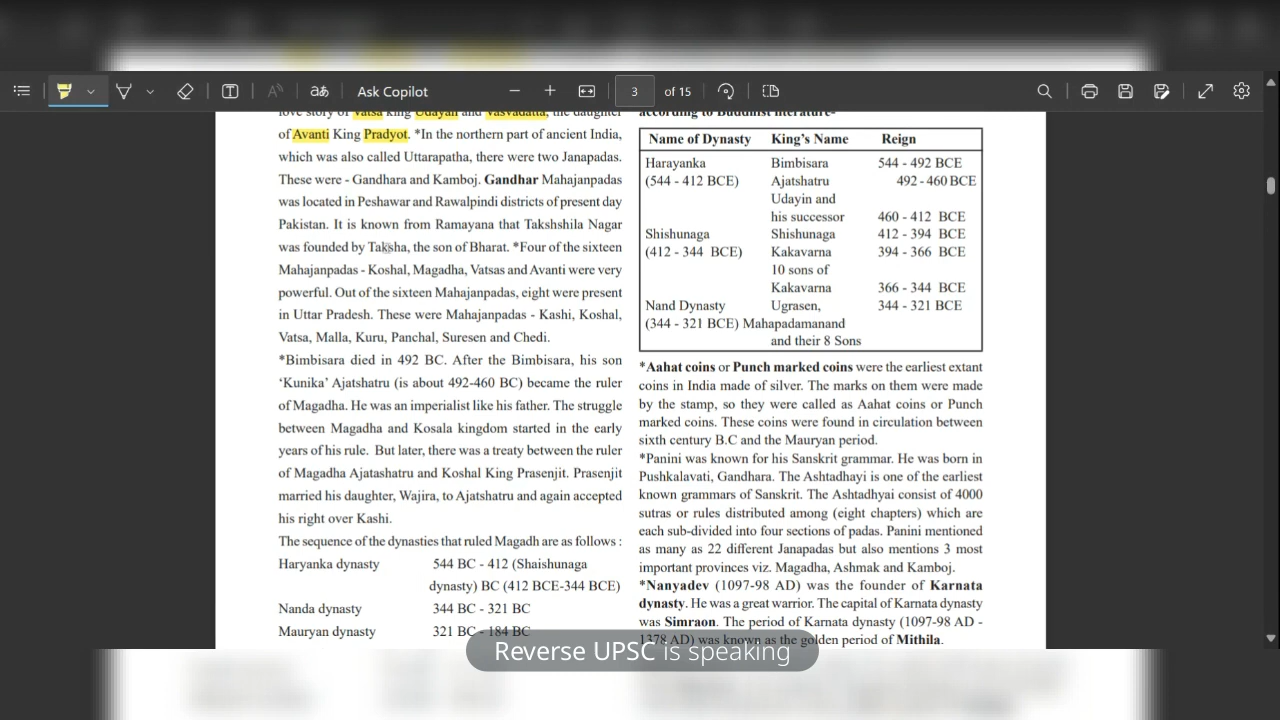 Ask Copilot
3
of 15
love story of Vatsa king Udayan and Vasvadatta, the daughter
of Avanti King Pradyot. *In the northern part of ancient India,
which was also called Uttarapatha, there were two Janapadas.
These were - Gandhara and Kamboj. Gandhar Mahajanpadas
was located in Peshawar and Rawalpindi districts of present day
Pakistan. It is known from Ramayana that Takshshila Nagar
was founded by Taksha, the son of Bharat. *Four of the sixteen
Mahajanpadas - Koshal, Magadha, Vatsas and Avanti were very
powerful. Out of the sixteen Mahajanpadas, eight were present
in Uttar Pradesh. These were Mahajanpadas - Kashi, Koshal,
Vatsa, Malla, Kuru, Panchal, Suresen and Chedi.
*Bimbisara died in 492 BC. After the Bimbisara, his son
‘Kunika’ Ajatshatru (is about 492-460 BC) became the ruler
of Magadha. He was an imperialist like his father. The struggle
between Magadha and Kosala kingdom started in the early
years of his rule. But later, there was a treaty between the ruler
of Magadha Ajatashatru and Koshal King Prasenjit. Prasenjit
married his daughter, Wajira, to Ajatshatru and again accepted
his right over Kashi.
The sequence of the dynasties that ruled Magadh are as follows :
Haryanka dynasty 544 BC - 412 (Shaishunaga
dynasty) BC (412 BCE-344 BCE)
Nanda dynasty 344 BC - 321 BC
Mauryan dynasty 321 BC - 184 BC
according to Buddhist literature-
Name of Dynasty King's Name Reign
Harayanka Bimbisara 544 - 492 BCE
(544 - 412 BCE) Ajatshatru 492 - 460 BCE
Udayin and
his successor 460 - 412 BCE
Shishunaga Shishunaga 412 - 394 BCE
(412 - 344 BCE) Kakavarna 394 - 366 BCE
10 sons of
Kakavarna 366 - 344 BCE
Nand Dynasty Ugrasen, 344 - 321 BCE
(344 - 321 BCE) Mahapadamanand
and their 8 Sons
*Aahat coins or Punch marked coins were the earliest extant
coins in India made of silver. The marks on them were made
by the stamp, so they were called as Aahat coins or Punch
marked coins. These coins were found in circulation between
sixth century B.C and the Mauryan period.
*Panini was known for his Sanskrit grammar. He was born in
Pushkalavati, Gandhara. The Ashtadhayi is one of the earliest
known grammars of Sanskrit. The Ashtadhyai consist of 4000
sutras or rules distributed among (eight chapters) which are
each sub-divided into four sections of padas. Panini mentioned
as many as 22 different Janapadas but also mentions 3 most
important provinces viz. Magadha, Ashmak and Kamboj.
*Nanyadev (1097-98 AD) was the founder of Karnata
dynasty. He was a great warrior. The capital of Karnata dynasty
was Simraon. The period of Karnata dynasty (1097-98 AD -
1378 AD) was known as the golden period of Mithila.
Reverse UPSC is speaking